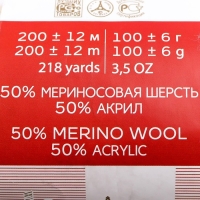 200 ± 12 м 100 ± 6 г
200 ± 12 m 100 ± 6 g
218 yards 3,5 OZ
50% МЕРИНОСОВАЯ ШЕРСТЬ
50% АКРИЛ
50% MERINO WOOL
50% ACRYLIC